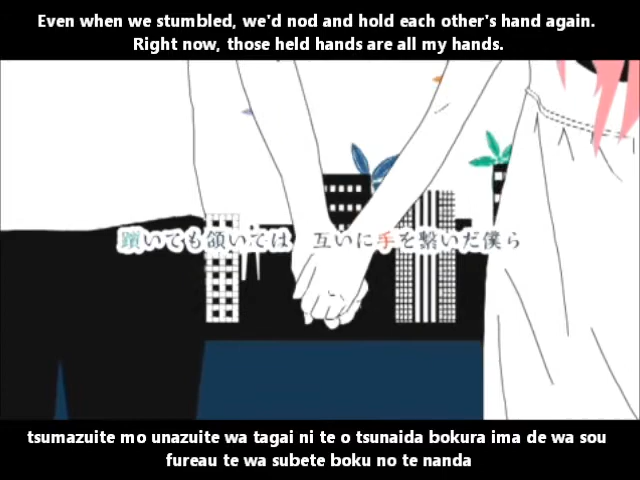 Even when we stumbled, we'd nod and hold each other's hand again.
Right now, those held hands are all my hands.
躓いても頷いては 互いに手を繋いだ僕ら
tsumazuite mo unazuite wa tagai ni te o tsunaida bokura ima de wa sou
fureau te wa subete boku no te nanda